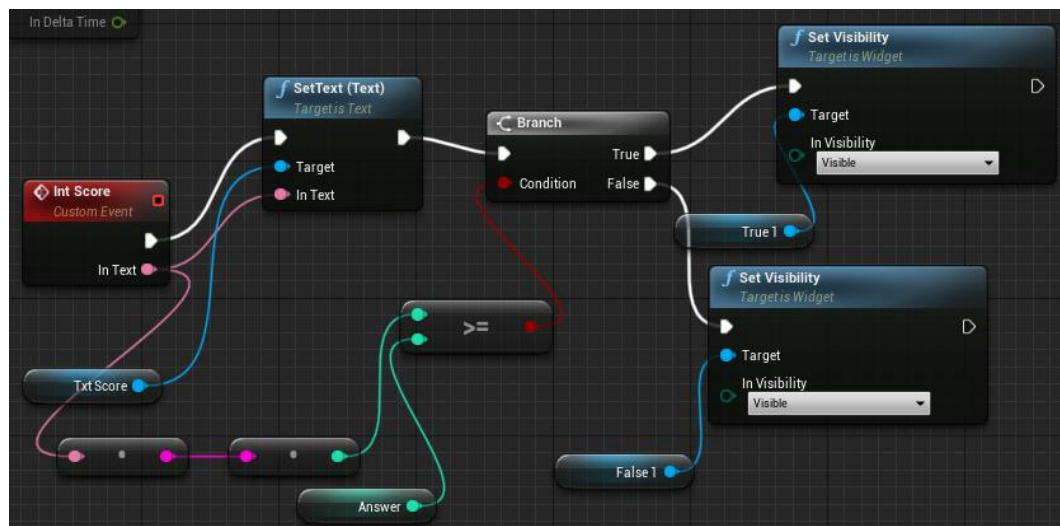 In Delta Time
Set Visibility
Target is Widget
Target
In Visibility
Visible
SetText (Text)
Target is Text
Target
In Text
Branch
True
Condition
False
Int Score
Custom Event
In Text
True 1
Set Visibility
Target is Widget
Target
In Visibility
Visible
>=
Txt Score
False 1
Answer